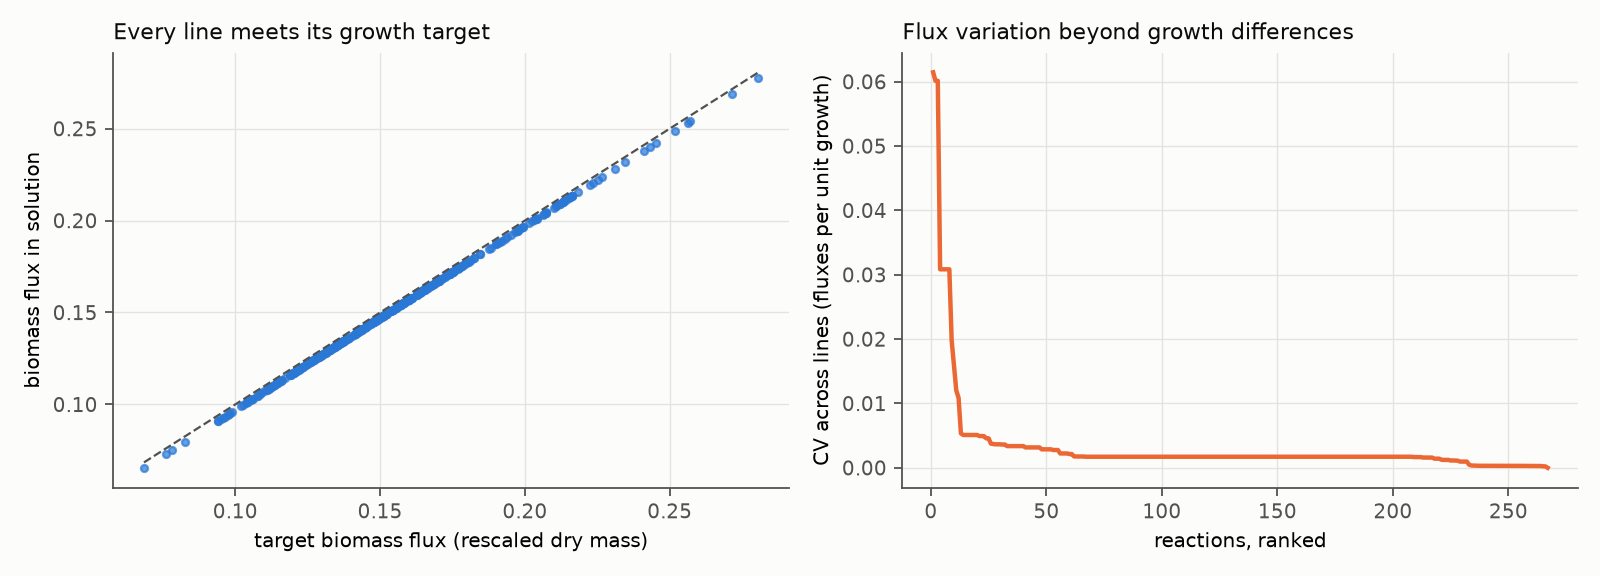 Every line meets its growth target
biomass flux in solution
0.25
0.20
0.15
0.10
0.10 0.15 0.20 0.25
target biomass flux (rescaled dry mass)
Flux variation beyond growth differences
CV across lines (fluxes per unit growth)
0.06
0.05
0.04
0.03
0.02
0.01
0.00
0 50 100 150 200 250
reactions, ranked